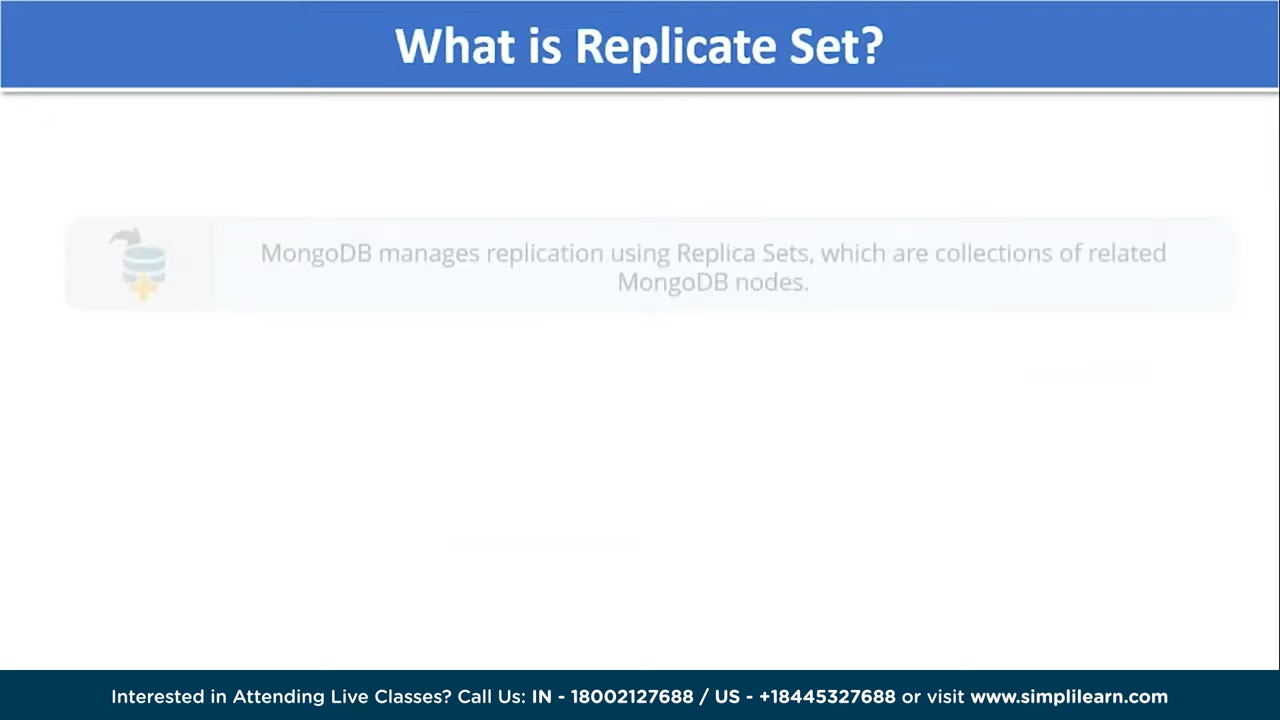 What is Replicate Set?
MongoDB manages replication using Replica Sets, which are collections of related
MongoDB nodes.
Interested in Attending Live Classes? Call Us: IN - 18002127688 / US - +18445327688 or visit www.simplilearn.com